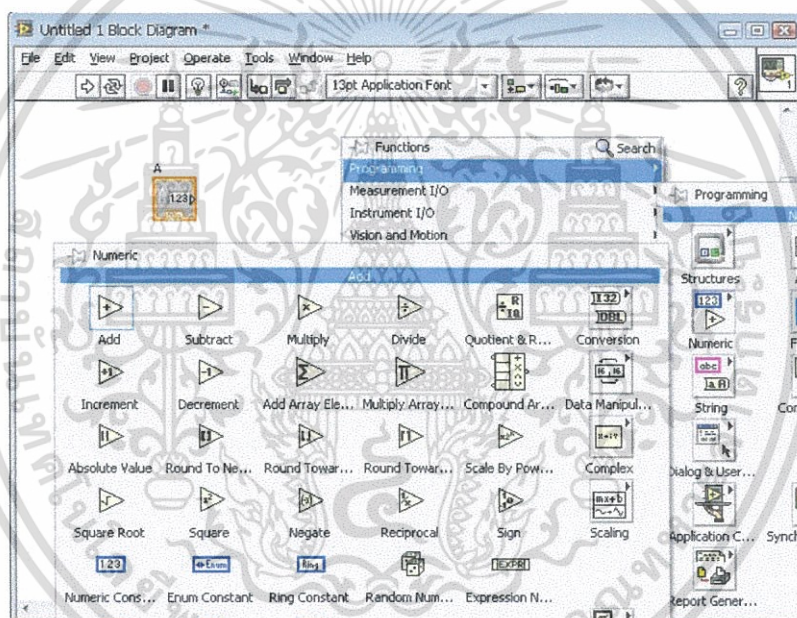 Untitled 1 Block Diagram *
File Edit View Project Operate Tools Window Help
13pt Application Font
A
1.23
Functions Search
Programming
Measurement I/O
Instrument I/O
Vision and Motion
Programming
Numeric
Add
Structures
Add Subtract Multiply Divide Quotient & R... Conversion
Numeric
Increment Decrement Add Array Ele... Multiply Array... Compound Ar... Data Manipul...
String
Absolute Value Round To Ne... Round Towar... Round Towar... Scale By Pow... Complex
Dialog & User...
Square Root Square Negate Reciprocal Sign Scaling
Application C... Synch
Numeric Cons... Enum Constant Ring Constant Random Num... Expression N...
Report Gener...